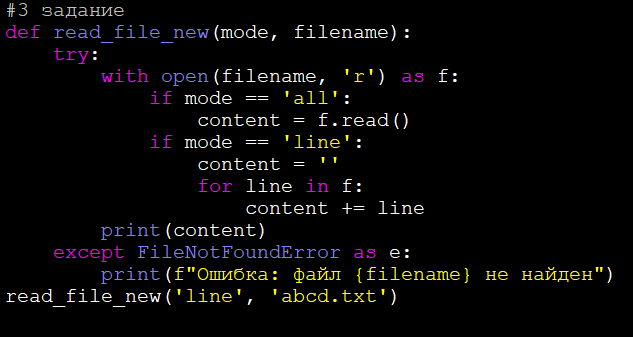 #3 задание
def read_file_new(mode, filename):
    try:
        with open(filename, 'r') as f:
            if mode == 'all':
                content = f.read()
            if mode == 'line':
                content = ''
                for line in f:
                    content += line
        print(content)
    except FileNotFoundError as e:
        print(f"Ошибка: файл {filename} не найден")
read_file_new('line', 'abcd.txt')